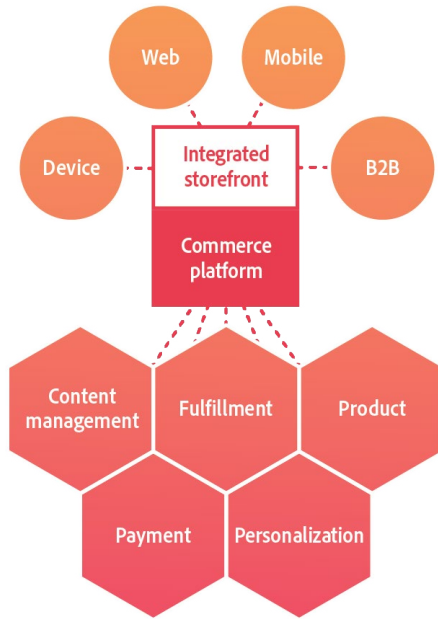 Web
Mobile
Device
Integrated
storefront
B2B
Commerce
platform
Content
management
Fulfillment
Product
Payment
Personalization